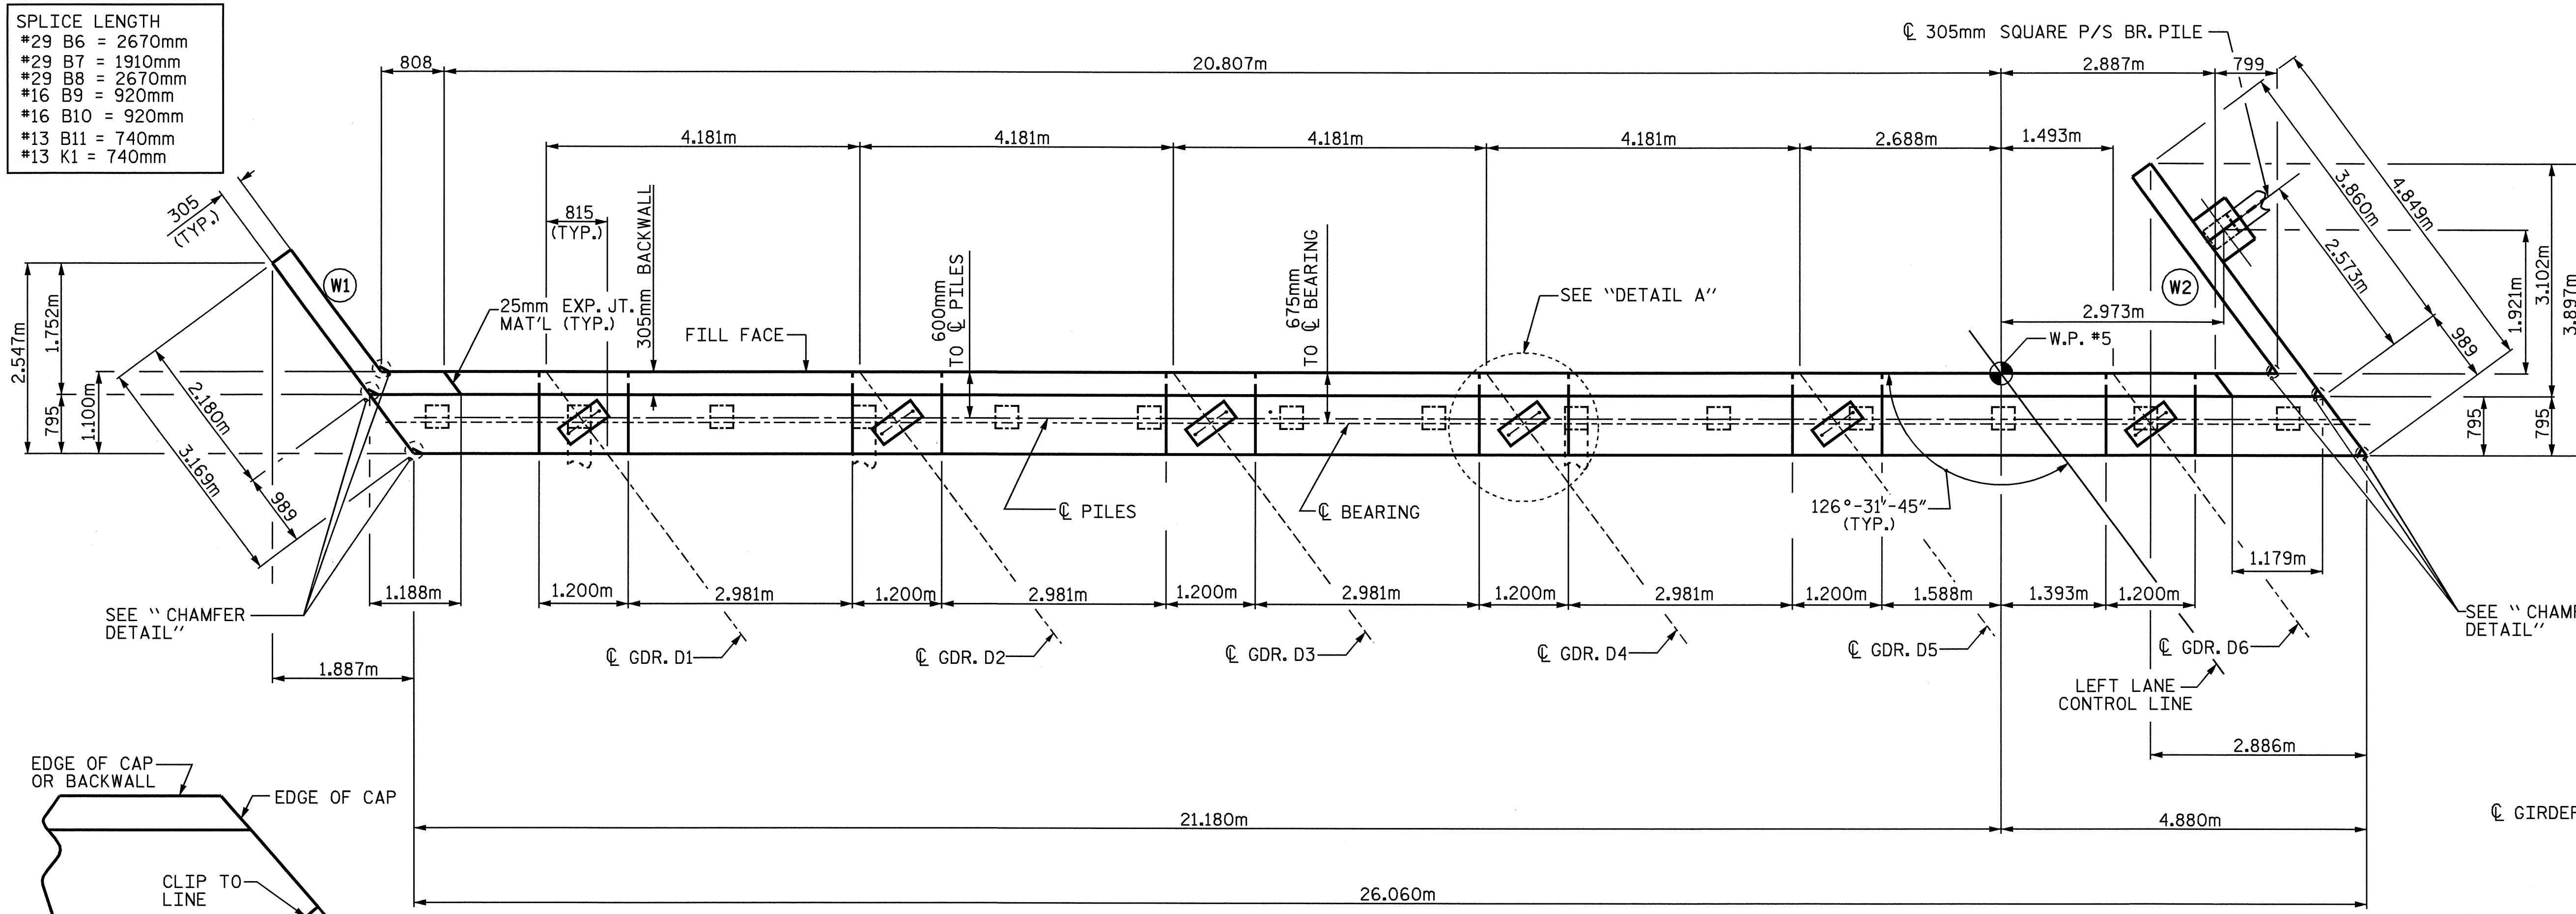 SPLICE LENGTH
#29 B6 = 2670mm
#29 B7 = 1910mm
#29 B8 = 2670mm
#16 B9 = 920mm
#16 B10 = 920mm
#13 B11 = 740mm
#13 K1 = 740mm
℄ 305mm SQUARE P/S BR. PILE
808
20.807m
2.887m
799
4.181m
4.181m
4.181m
4.181m
2.688m
1.493m
305
(TYP.)
815
(TYP.)
305mm BACKWALL
600mm
TO ℄ PILES
675mm
TO ℄ BEARING
W1
25mm EXP. JT.
MAT'L (TYP.)
FILL FACE
SEE "DETAIL A"
W.P. #5
W2
2.973m
3.860m
4.849m
2.573m
989
1.921m
3.102m
3.897m
795
795
2.547m
1.752m
795
1.100m
2.180m
3.169m
989
℄ PILES
℄ BEARING
126°-31'-45"
(TYP.)
1.179m
1.188m
1.200m
2.981m
1.200m
2.981m
1.200m
2.981m
1.200m
2.981m
1.200m
1.588m
1.393m
1.200m
SEE "CHAMFER
DETAIL"
SEE "CHAMF
DETAIL"
℄ GDR. D1
℄ GDR. D2
℄ GDR. D3
℄ GDR. D4
℄ GDR. D5
℄ GDR. D6
1.887m
LEFT LANE
CONTROL LINE
2.886m
EDGE OF CAP
OR BACKWALL
EDGE OF CAP
21.180m
4.880m
℄ GIRDER
CLIP TO
LINE
26.060m